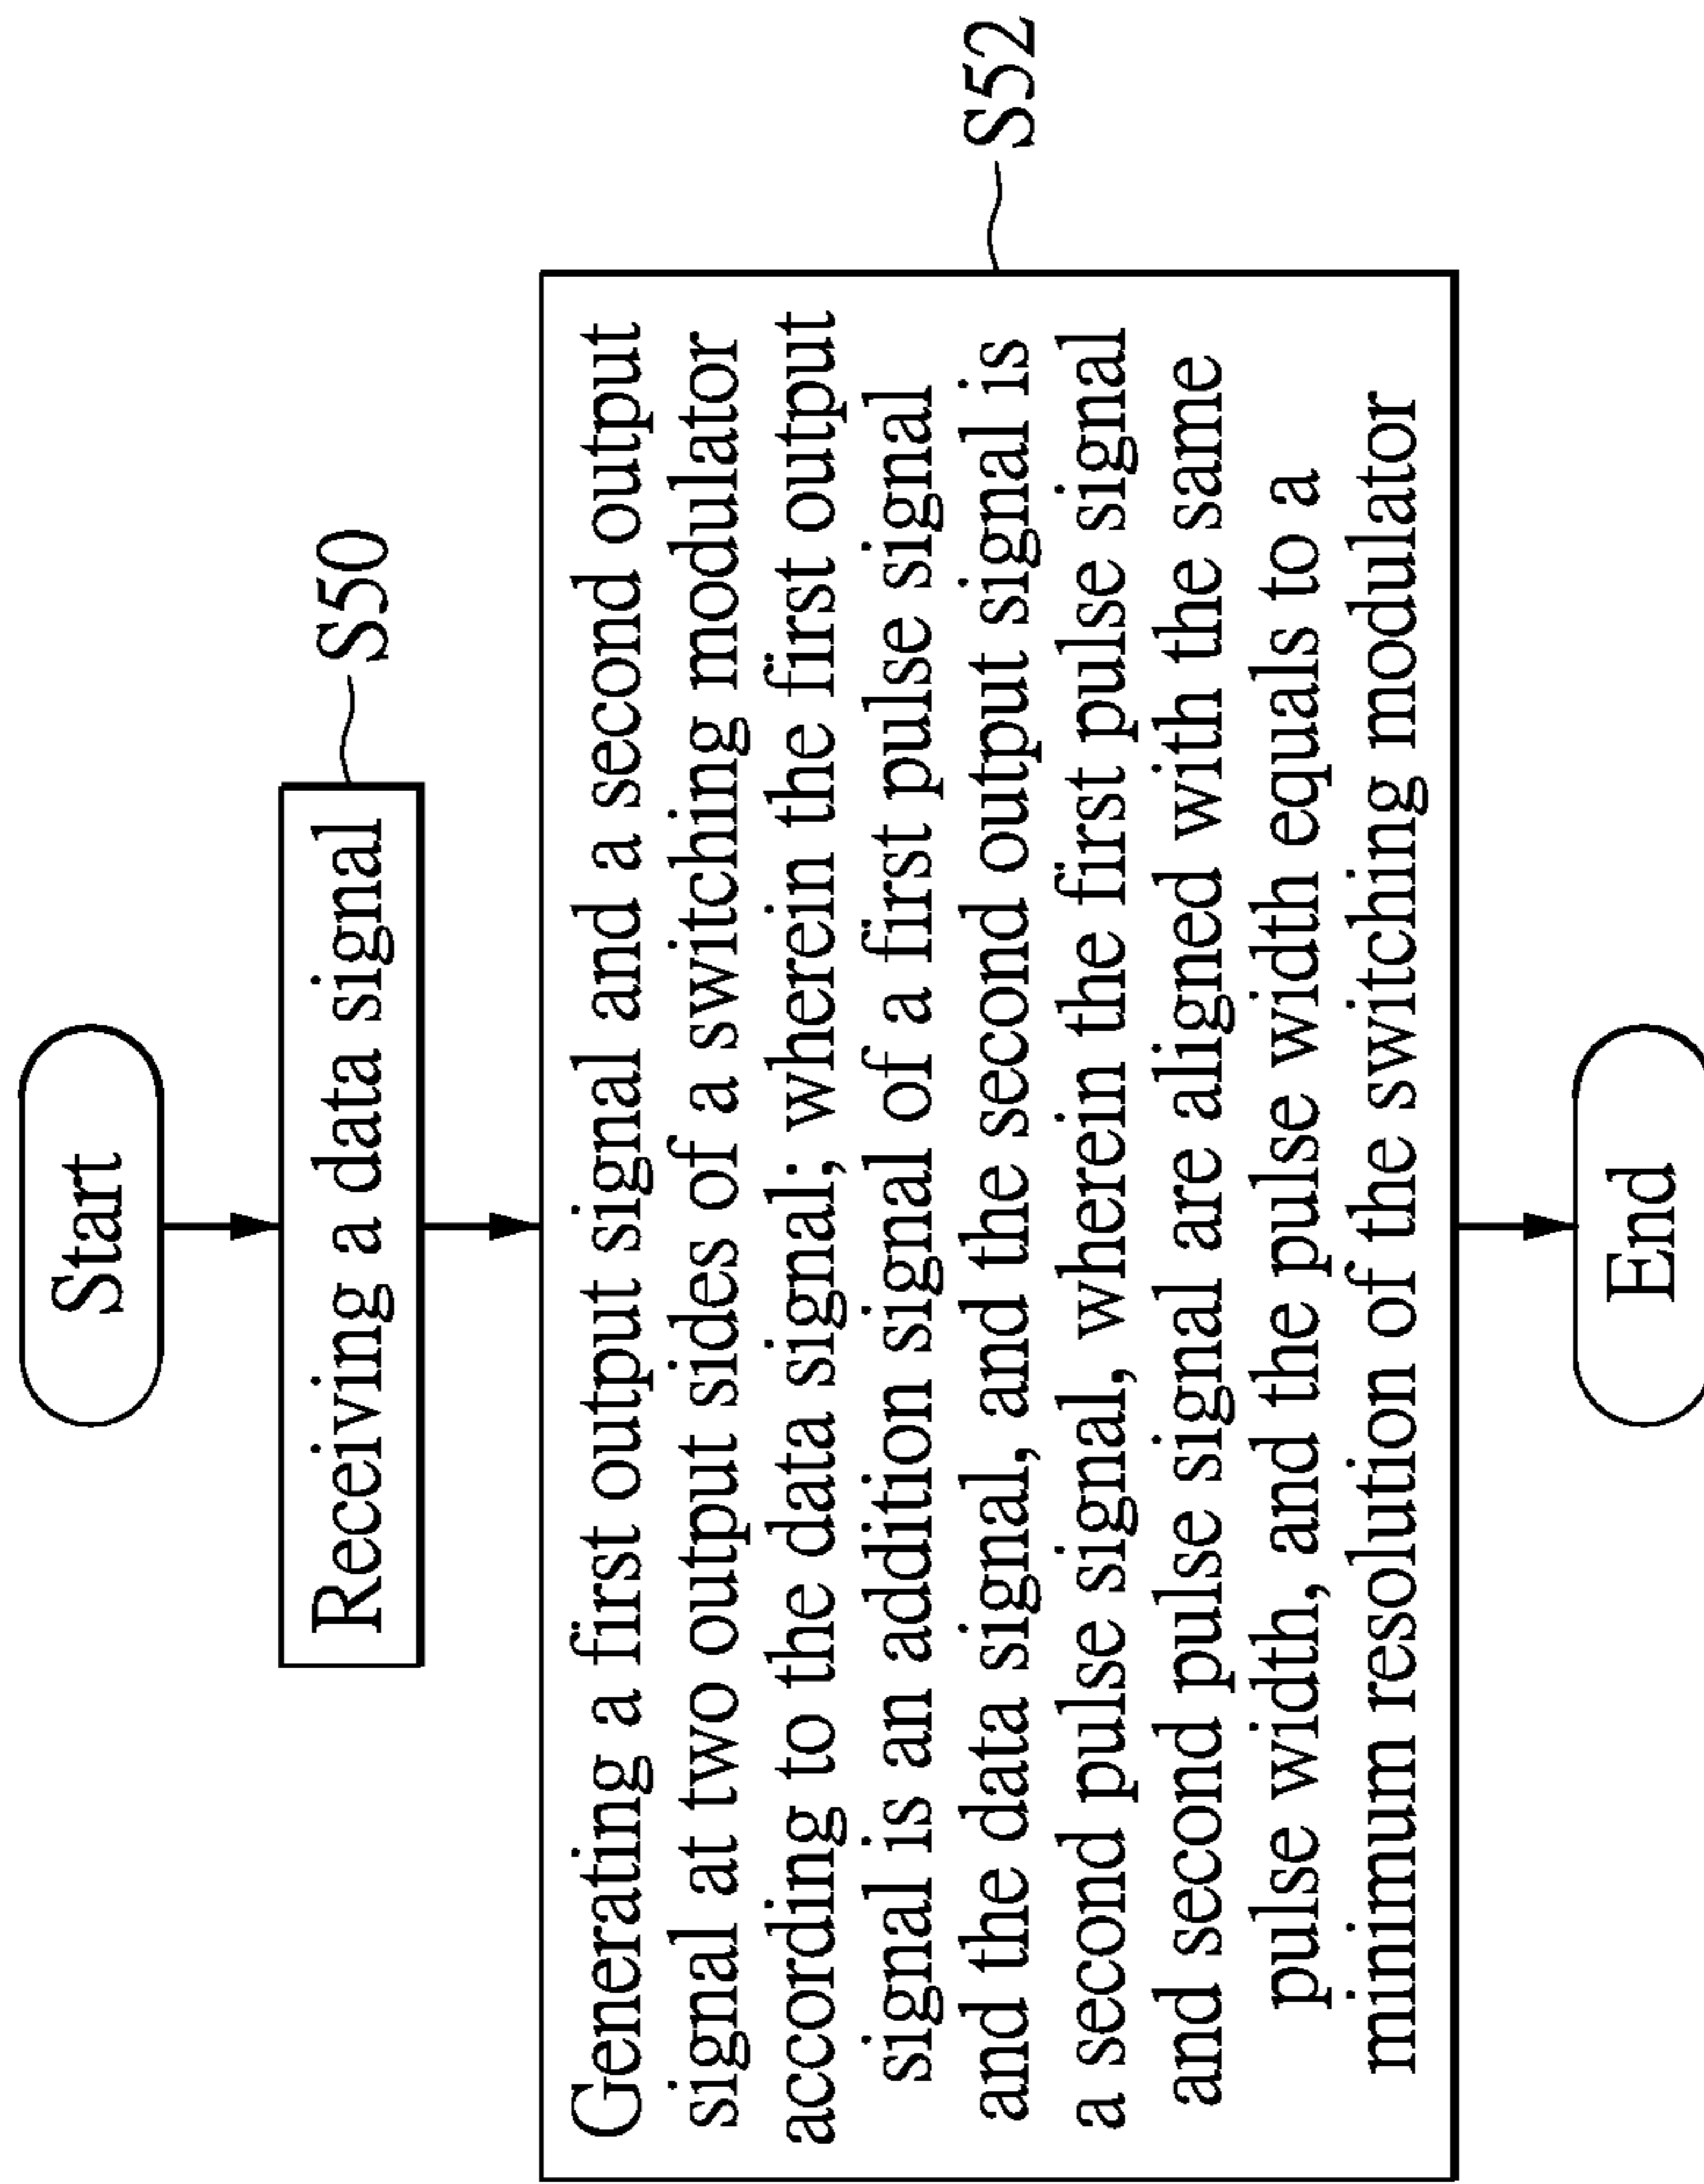 Start
Receiving a data signal
S50
Generating a first output signal and a second output
signal at two output sides of a switching modulator
according to the data signal; wherein the first output
signal is an addition signal of a first pulse signal
and the data signal, and the second output signal is
a second pulse signal, wherein the first pulse signal
and second pulse signal are aligned with the same
pulse width, and the pulse width equals to a
minimum resolution of the switching modulator
S52
End